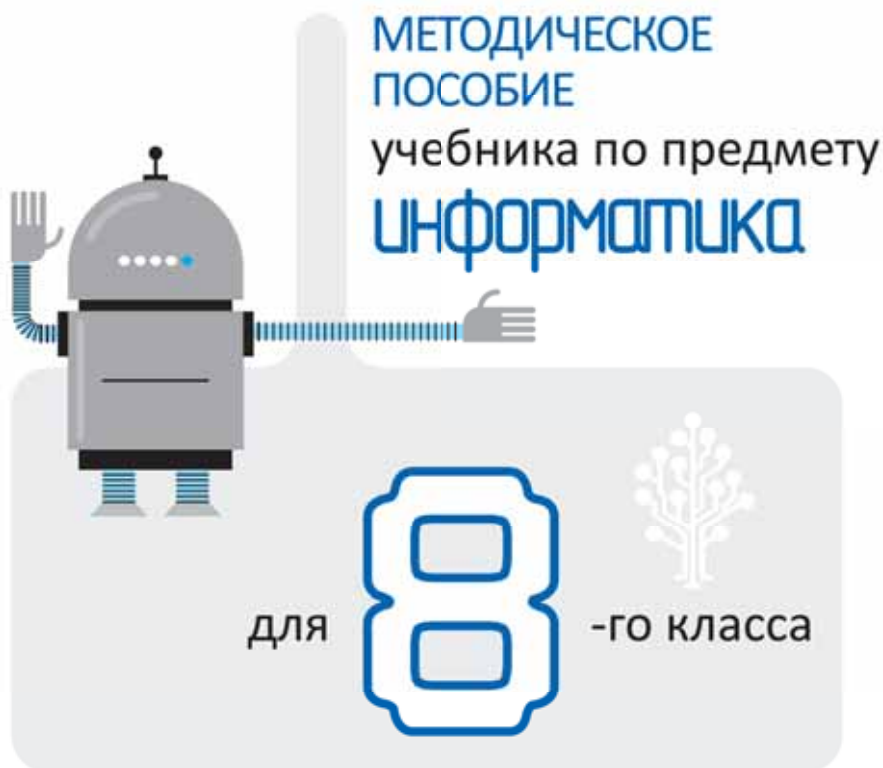 МЕТОДИЧЕСКОЕ
ПОСОБИЕ
учебника по предмету
информатика
для 8 -го класса